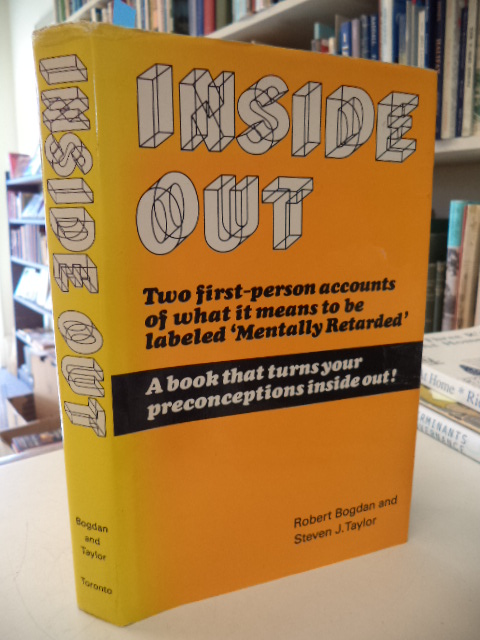 INSIDE OUT
Bogdan
and
Taylor
Toronto
INSIDE
OUT
Two first-person accounts
of what it means to be
labeled ‘Mentally Retarded’
A book that turns your
preconceptions inside out!
Robert Bogdan and
Steven J. Taylor